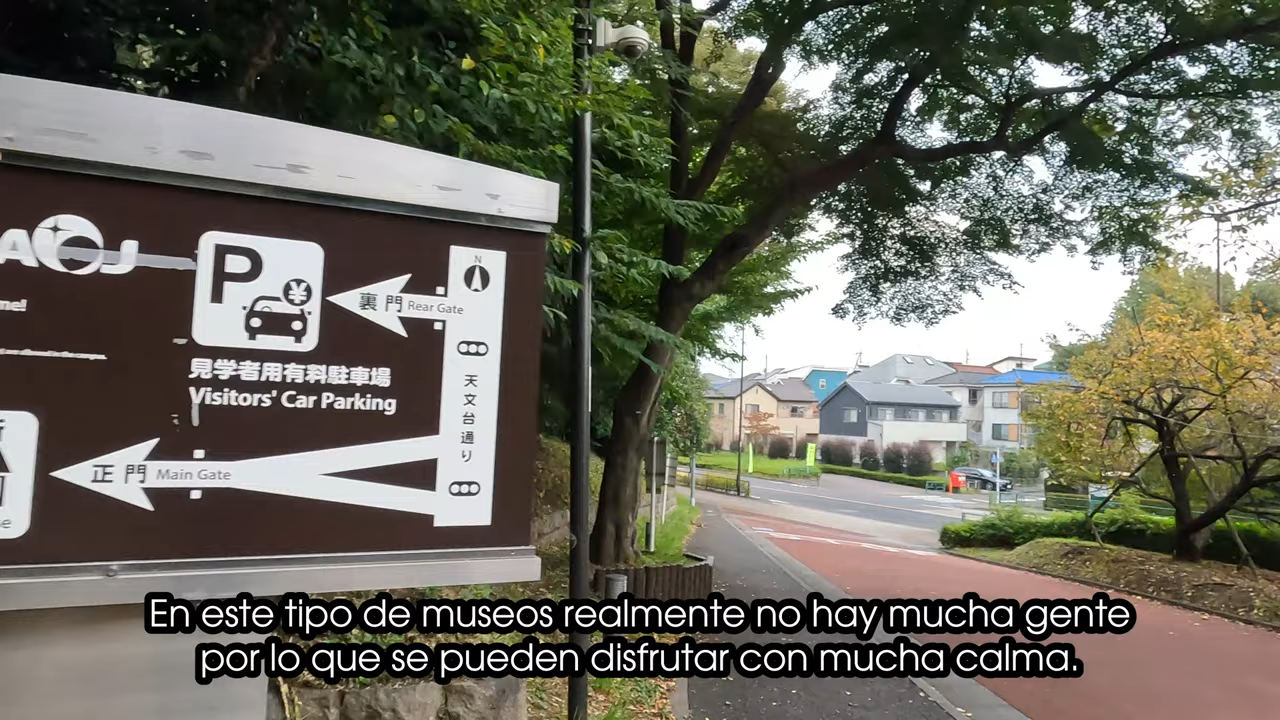 AOJ
P
¥
見学者用有料駐車場
Visitors' Car Parking
裏門 Rear Gate
N
天文台通り
正門 Main Gate
En este tipo de museos realmente no hay mucha gente
por lo que se pueden disfrutar con mucha calma.